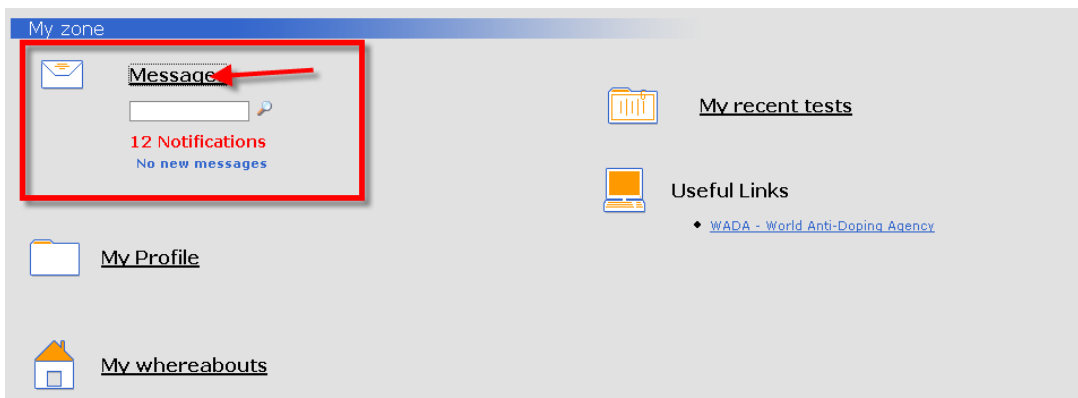 My zone
Messages
12 Notifications
No new messages
My Profile
My whereabouts
My recent tests
Useful Links
WADA - World Anti-Doping Agency